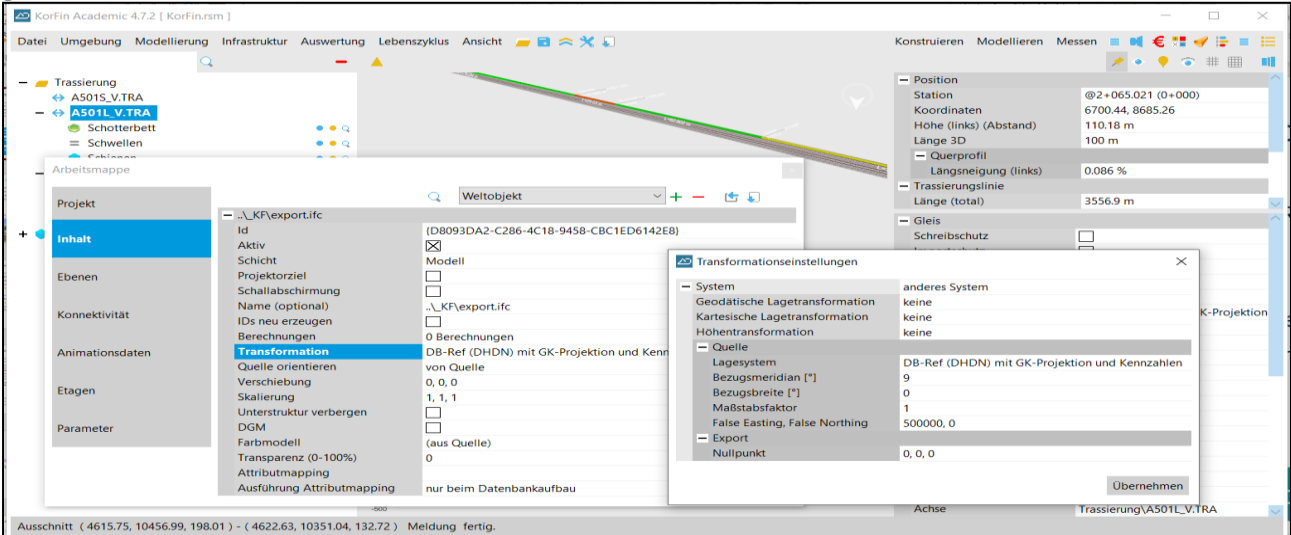 KorFin Academic 4.7.2 [ KorFin.rsm ]
Datei Umgebung Modellierung Infrastruktur Auswertung Lebenszyklus Ansicht
Konstruieren Modellieren Messen
Trassierung
A501S_V.TRA
A501L_V.TRA
Schotterbett
Schwellen
Schienen
Position
Station @2+065.021 (0+000)
Koordinaten 6700.44, 8685.26
Höhe (links) (Abstand) 110.18 m
Länge 3D 100 m
Querprofil
Längsneigung (links) 0.086 %
Trassierungslinie
Länge (total) 3556.9 m
Gleis
Schreibschutz
K-Projektion
Achse Trassierung\A501L_V.TRA
Arbeitsmappe
Projekt
Inhalt
Ebenen
Konnektivität
Animationsdaten
Etagen
Parameter
Weltobjekt
..\_KF\export.ifc
Id {D8093DA2-C286-4C18-9458-CBC1ED6142E8}
Aktiv
Schicht Modell
Projektorziel
Schallabschirmung
Name (optional) ..\_KF\export.ifc
IDs neu erzeugen
Berechnungen 0 Berechnungen
Transformation DB-Ref (DHDN) mit GK-Projektion und Kenn
Quelle orientieren von Quelle
Verschiebung 0, 0, 0
Skalierung 1, 1, 1
Unterstruktur verbergen
DGM
Farbmodell (aus Quelle)
Transparenz (0-100%) 0
Attributmapping
Ausführung Attributmapping nur beim Datenbankaufbau
Transformationseinstellungen
System anderes System
Geodätische Lagetransformation keine
Kartesische Lagetransformation keine
Höhentransformation keine
Quelle
Lagesystem DB-Ref (DHDN) mit GK-Projektion und Kennzahlen
Bezugsmeridian [°] 9
Bezugsbreite [°] 0
Maßstabsfaktor 1
False Easting, False Northing 500000, 0
Export
Nullpunkt 0, 0, 0
Übernehmen
-500
Ausschnitt ( 4615.75, 10456.99, 198.01 ) - ( 4622.63, 10351.04, 132.72 ) Meldung fertig.